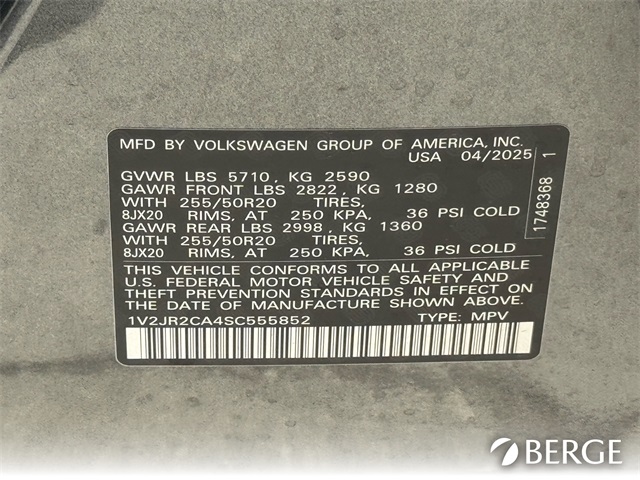 MFD BY VOLKSWAGEN GROUP OF AMERICA, INC.
USA 04/2025
GVWR LBS 5710, KG 2590
GAWR FRONT LBS 2822, KG 1280
WITH 255/50R20 TIRES,
8JX20 RIMS, AT 250 KPA, 36 PSI COLD
GAWR REAR LBS 2998, KG 1360
WITH 255/50R20 TIRES,
8JX20 RIMS, AT 250 KPA, 36 PSI COLD
THIS VEHICLE CONFORMS TO ALL APPLICABLE
U.S. FEDERAL MOTOR VEHICLE SAFETY AND
THEFT PREVENTION STANDARDS IN EFFECT ON
THE DATE OF MANUFACTURE SHOWN ABOVE.
1V2JR2CA4SC555852 TYPE: MPV
1748368 1
BERGE